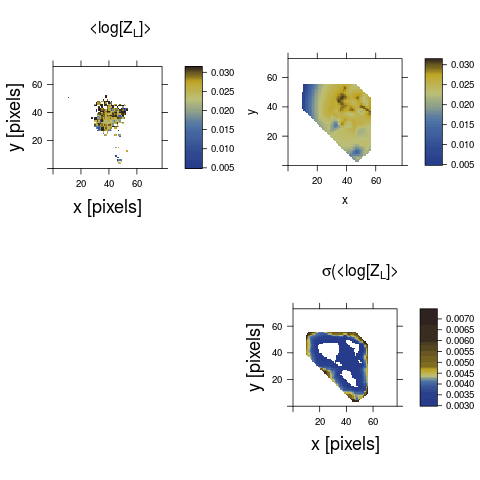 <log[Z_L]>
60
40
20
20 40 60
x [pixels]
y [pixels]
0.030
0.025
0.020
0.015
0.010
0.005
60
40
20
20 40 60
x
y
0.030
0.025
0.020
0.015
0.010
0.005
σ(<log[Z_L]>
60
40
20
20 40 60
x [pixels]
y [pixels]
0.0070
0.0065
0.0060
0.0055
0.0050
0.0045
0.0040
0.0035
0.0030